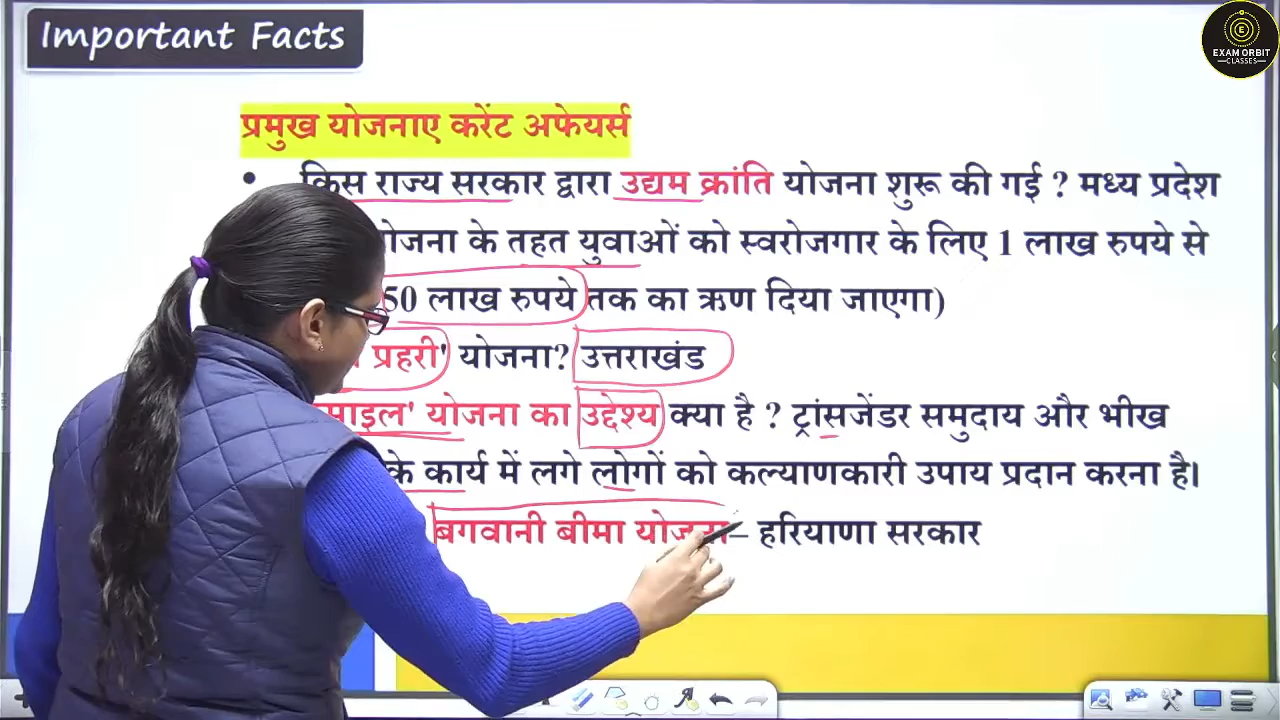 Important Facts
EXAM ORBIT
CLASSES
प्रमुख योजनाए करेंट अफेयर्स
• किस राज्य सरकार द्वारा उद्यम क्रांति योजना शुरू की गई ? मध्य प्रदेश
योजना के तहत युवाओं को स्वरोजगार के लिए 1 लाख रुपये से
50 लाख रुपये तक का ऋण दिया जाएगा)
प्रहरी' योजना? उत्तराखंड
योजना का उद्देश्य क्या है ? ट्रांसजेंडर समुदाय और भीख
के कार्य में लगे लोगों को कल्याणकारी उपाय प्रदान करना है।
बगवानी बीमा योजना – हरियाणा सरकार